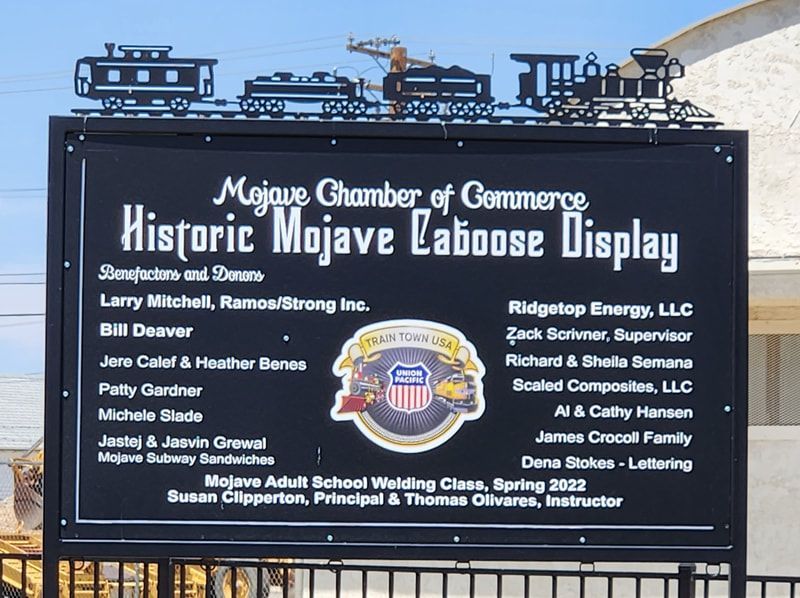 Mojave Chamber of Commerce
Historic Mojave Caboose Display
Benefactors and Donors
Larry Mitchell, Ramos/Strong Inc.
Bill Deaver
Jere Calef & Heather Benes
Patty Gardner
Michele Slade
Jastej & Jasvin Grewal
Mojave Subway Sandwiches
TRAIN TOWN USA
UNION
PACIFIC
Ridgetop Energy, LLC
Zack Scrivner, Supervisor
Richard & Sheila Semana
Scaled Composites, LLC
Al & Cathy Hansen
James Crocoll Family
Dena Stokes - Lettering
Mojave Adult School Welding Class, Spring 2022
Susan Clipperton, Principal & Thomas Olivares, Instructor